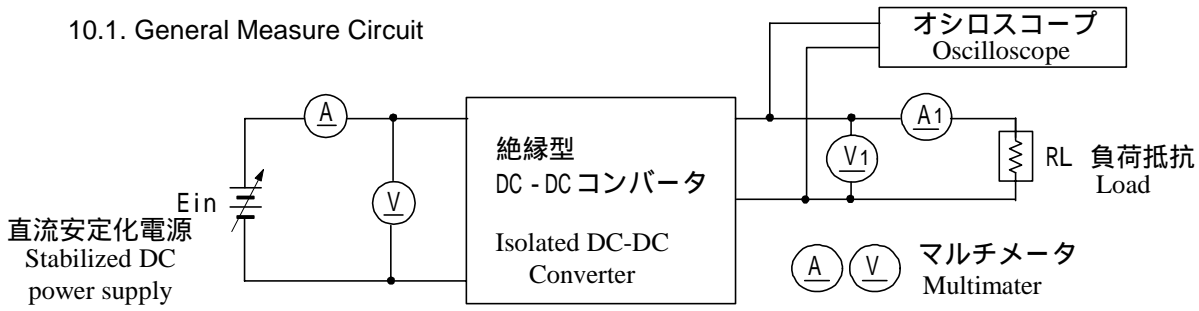 10.1. General Measure Circuit
オシロスコープ
Oscilloscope
A
A1
絶縁型
V1
RL 負荷抵抗
DC-DCコンバータ
Load
Ein
V
直流安定化電源
Isolated DC-DC
Stabilized DC
Converter
A V マルチメータ
power supply
Multimater